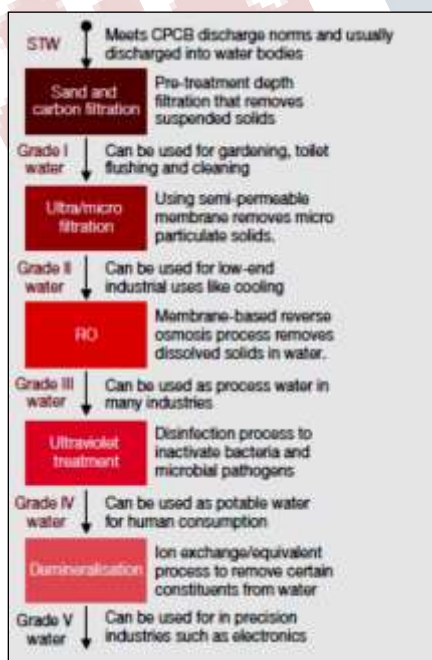 STW
Meets CPCB discharge norms and usually
discharged into water bodies
Sand and
carbon filtration
Pre-treatment depth
filtration that removes
suspended solids
Grade I
water
Can be used for gardening, toilet
flushing and cleaning
Ultra/micro
filtration
Using semi-permeable
membrane removes micro
particulate solids.
Grade II
water
Can be used for low-end
industrial uses like cooling
RO
Membrane-based reverse
osmosis process removes
dissolved solids in water.
Grade III
water
Can be used as process water in
many industries
Ultraviolet
treatment
Disinfection process to
inactivate bacteria and
microbial pathogens
Grade IV
water
Can be used as potable water
for human consumption
Demineralisation
Ion exchange/equivalent
process to remove certain
constituents from water
Grade V
water
Can be used for in precision
industries such as electronics